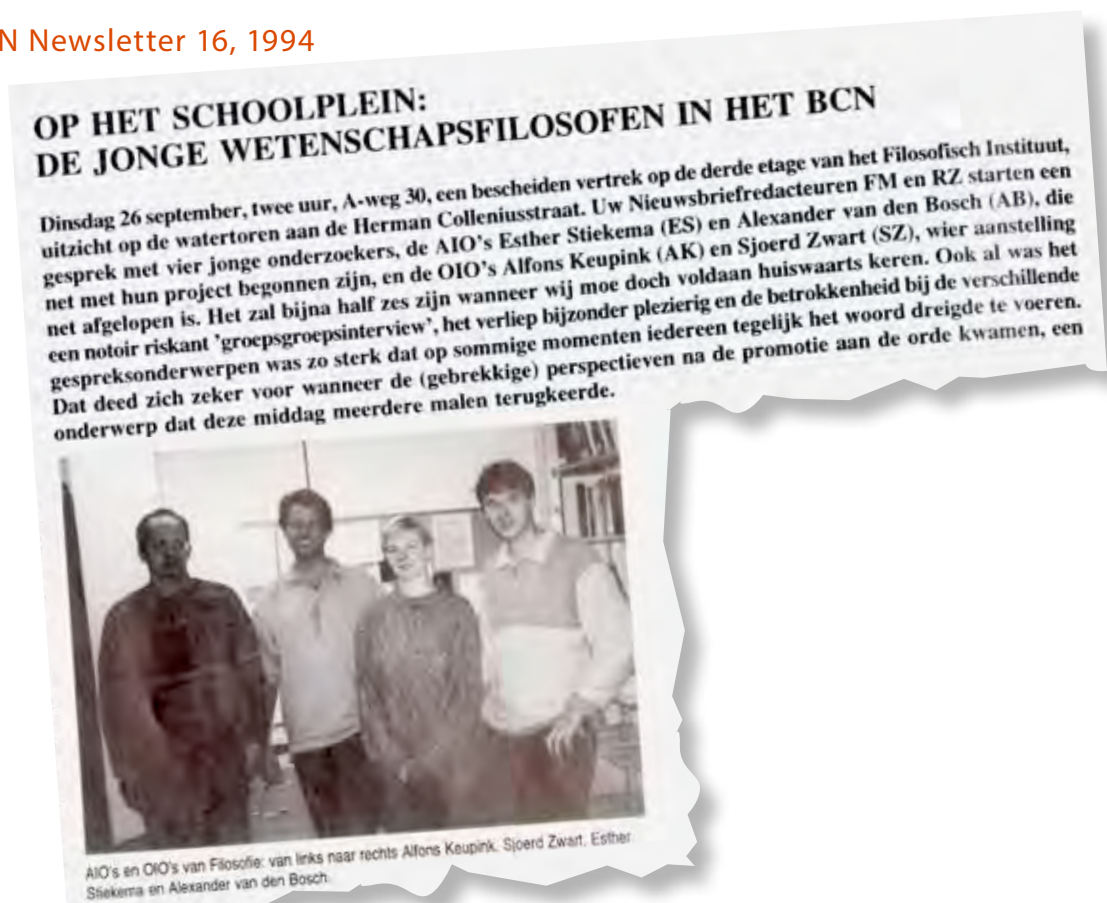 N Newsletter 16, 1994
OP HET SCHOOLPLEIN:
DE JONGE WETENSCHAPSFILOSOFEN IN HET BCN
Dinsdag 26 september, twee uur, A-weg 30, een bescheiden vertrek op de derde etage van het Filosofisch Instituut,
uitzicht op de watertoren aan de Herman Colleniusstraat. Uw Nieuwsbriefredacteuren FM en RZ starten een
gesprek met vier jonge onderzoekers, de AIO's Esther Stiekema (ES) en Alexander van den Bosch (AB), die
net met hun project begonnen zijn, en de OIO's Alfons Keupink (AK) en Sjoerd Zwart (SZ), wier aanstelling
net afgelopen is. Het zal bijna half zes zijn wanneer wij moe doch voldaan huiswaarts keren. Ook al was het
een notoir riskant 'groepsgroepsinterview', het verliep bijzonder plezierig en de betrokkenheid bij de verschillende
gespreksonderwerpen was zo sterk dat op sommige momenten iedereen tegelijk het woord dreigde te voeren.
Dat deed zich zeker voor wanneer de (gebrekkige) perspectieven na de promotie aan de orde kwamen, een
onderwerp dat deze middag meerdere malen terugkeerde.
AIO's en OIO's van Filosofie: van links naar rechts Alfons Keupink, Sjoerd Zwart, Esther
Stiekema en Alexander van den Bosch